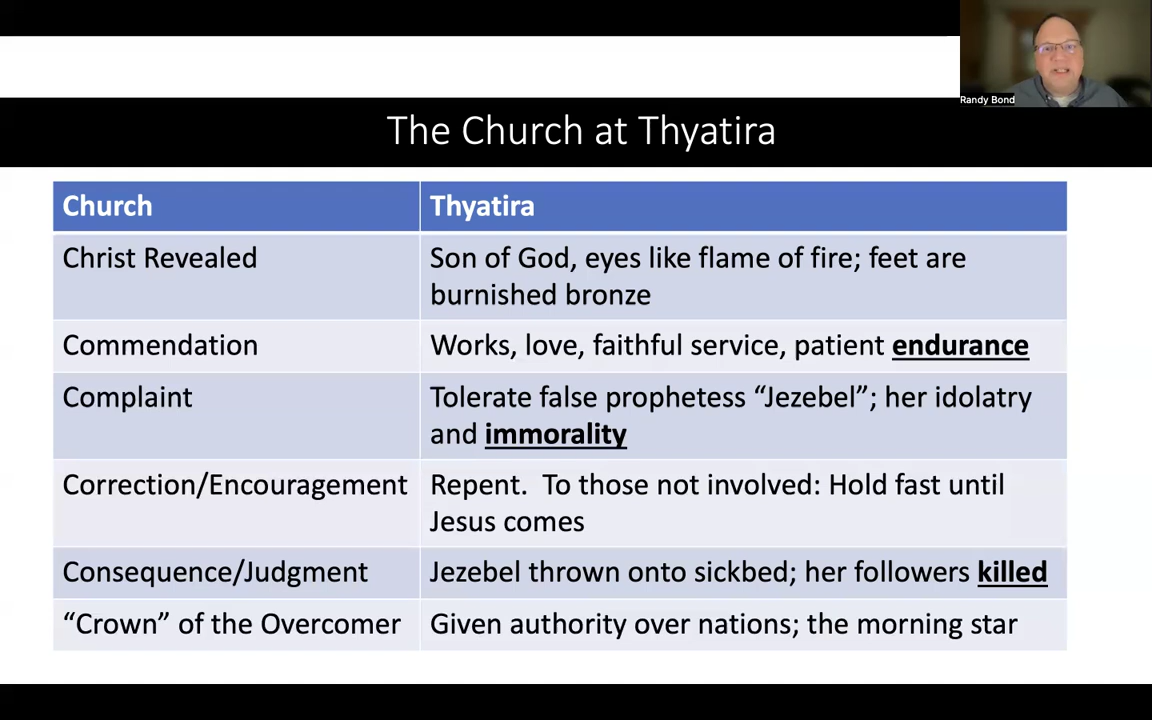 Randy Bond
The Church at Thyatira
Church Thyatira
Christ Revealed Son of God, eyes like flame of fire; feet are
burnished bronze
Commendation Works, love, faithful service, patient endurance
Complaint Tolerate false prophetess “Jezebel”; her idolatry
and immorality
Correction/Encouragement Repent.  To those not involved: Hold fast until
Jesus comes
Consequence/Judgment Jezebel thrown onto sickbed; her followers killed
“Crown” of the Overcomer Given authority over nations; the morning star